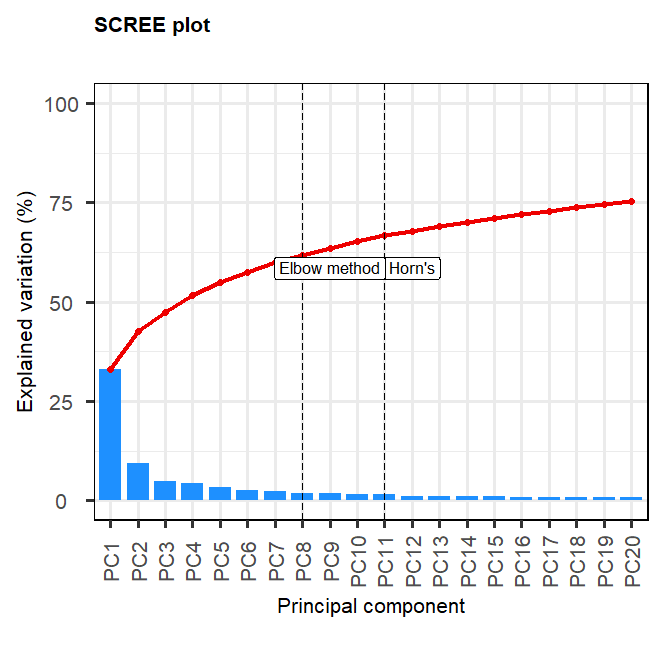 SCREE plot
Explained variation (%)
100
75
50
25
0
Elbow method
Horn's
PC1
PC2
PC3
PC4
PC5
PC6
PC7
PC8
PC9
PC10
PC11
PC12
PC13
PC14
PC15
PC16
PC17
PC18
PC19
PC20
Principal component